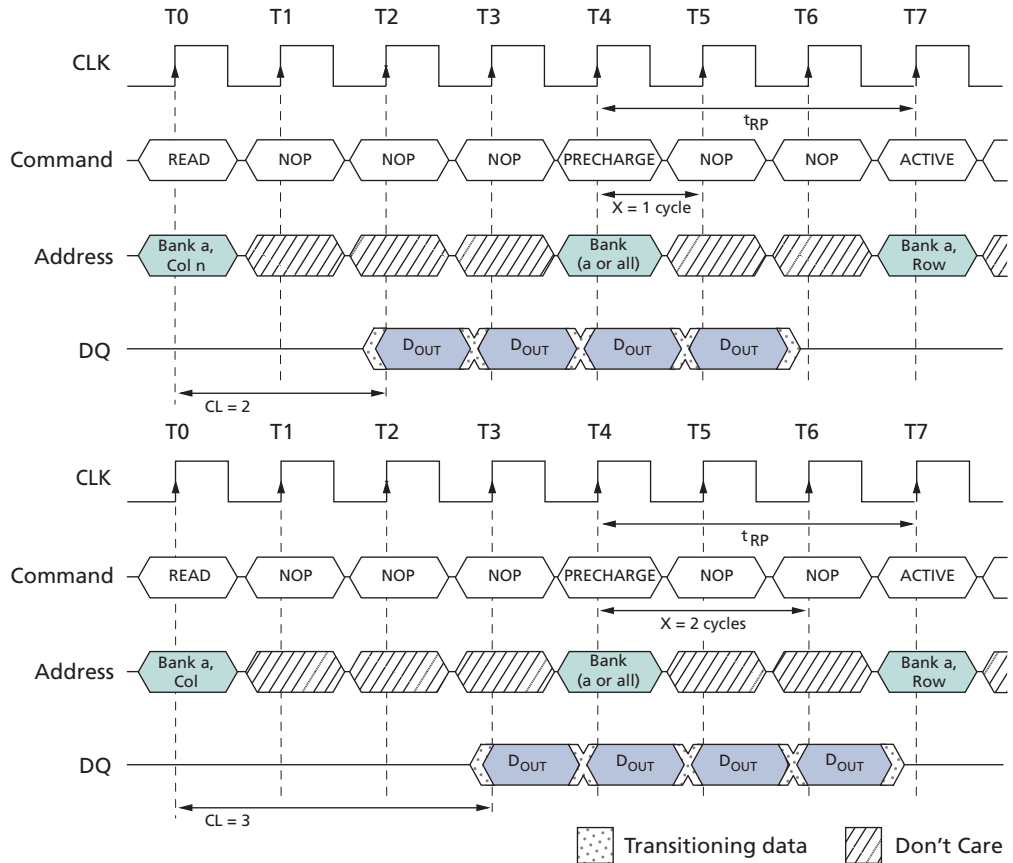 T0 T1 T2 T3 T4 T5 T6 T7
CLK
tRP
Command READ NOP NOP NOP PRECHARGE NOP NOP ACTIVE
X = 1 cycle
Address Bank a, Col n Bank (a or all) Bank a, Row
DQ DOUT DOUT DOUT DOUT
CL = 2
T0 T1 T2 T3 T4 T5 T6 T7
CLK
tRP
Command READ NOP NOP NOP PRECHARGE NOP NOP ACTIVE
X = 2 cycles
Address Bank a, Col Bank (a or all) Bank a, Row
DQ DOUT DOUT DOUT DOUT
CL = 3
Transitioning data Don't Care